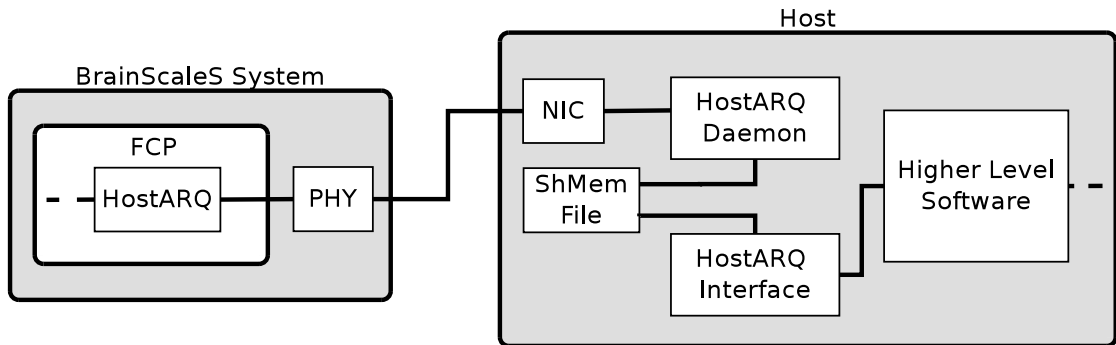 Host
BrainScaleS System
FCP
HostARQ
PHY
NIC
HostARQ
Daemon
ShMem
File
HostARQ
Interface
Higher Level
Software